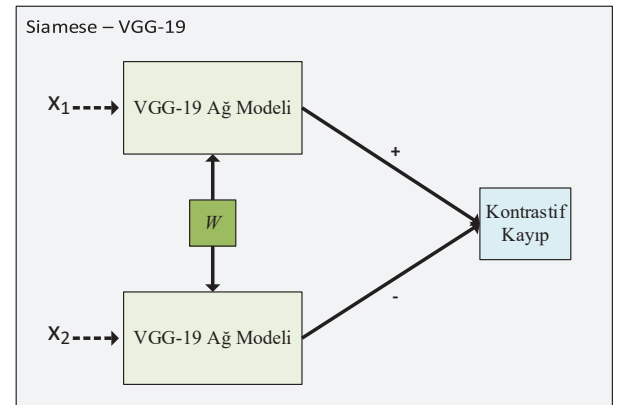 Siamese – VGG-19
X1
VGG-19 Ağ Modeli
+
W
Kontrastif
Kayıp
-
X2
VGG-19 Ağ Modeli